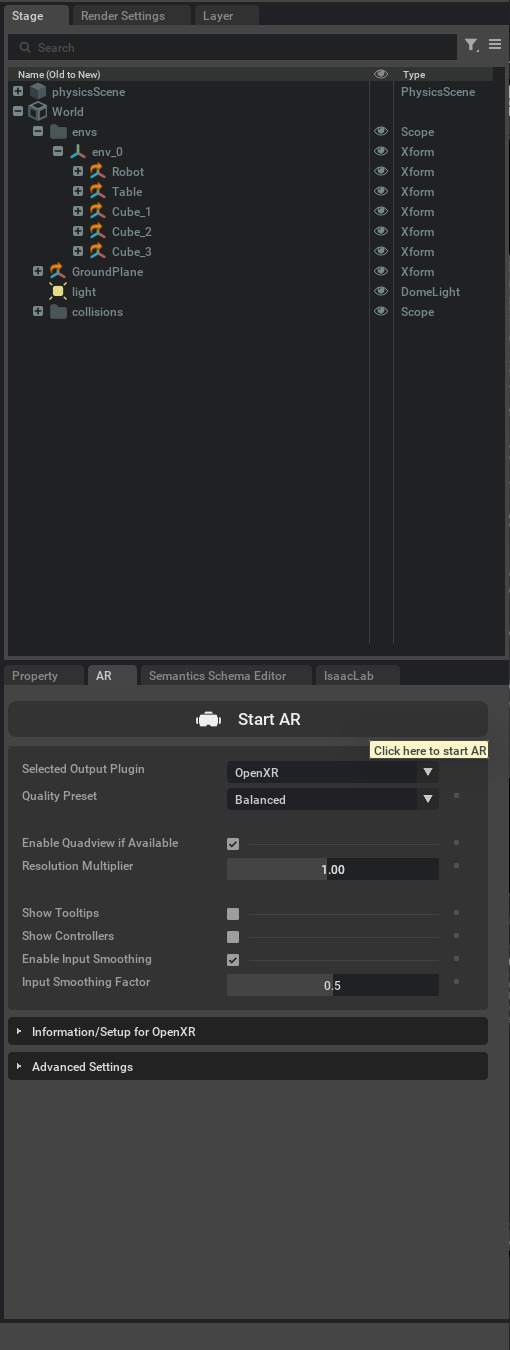 Stage Render Settings Layer
Search
Name (Old to New) Type
physicsScene PhysicsScene
World
envs Scope
env_0 Xform
Robot Xform
Table Xform
Cube_1 Xform
Cube_2 Xform
Cube_3 Xform
GroundPlane Xform
light DomeLight
collisions Scope
Property AR Semantics Schema Editor IsaacLab
Start AR
Click here to start AR
Selected Output Plugin OpenXR
Quality Preset Balanced
Enable Quadview if Available
Resolution Multiplier 1.00
Show Tooltips
Show Controllers
Enable Input Smoothing
Input Smoothing Factor 0.5
Information/Setup for OpenXR
Advanced Settings